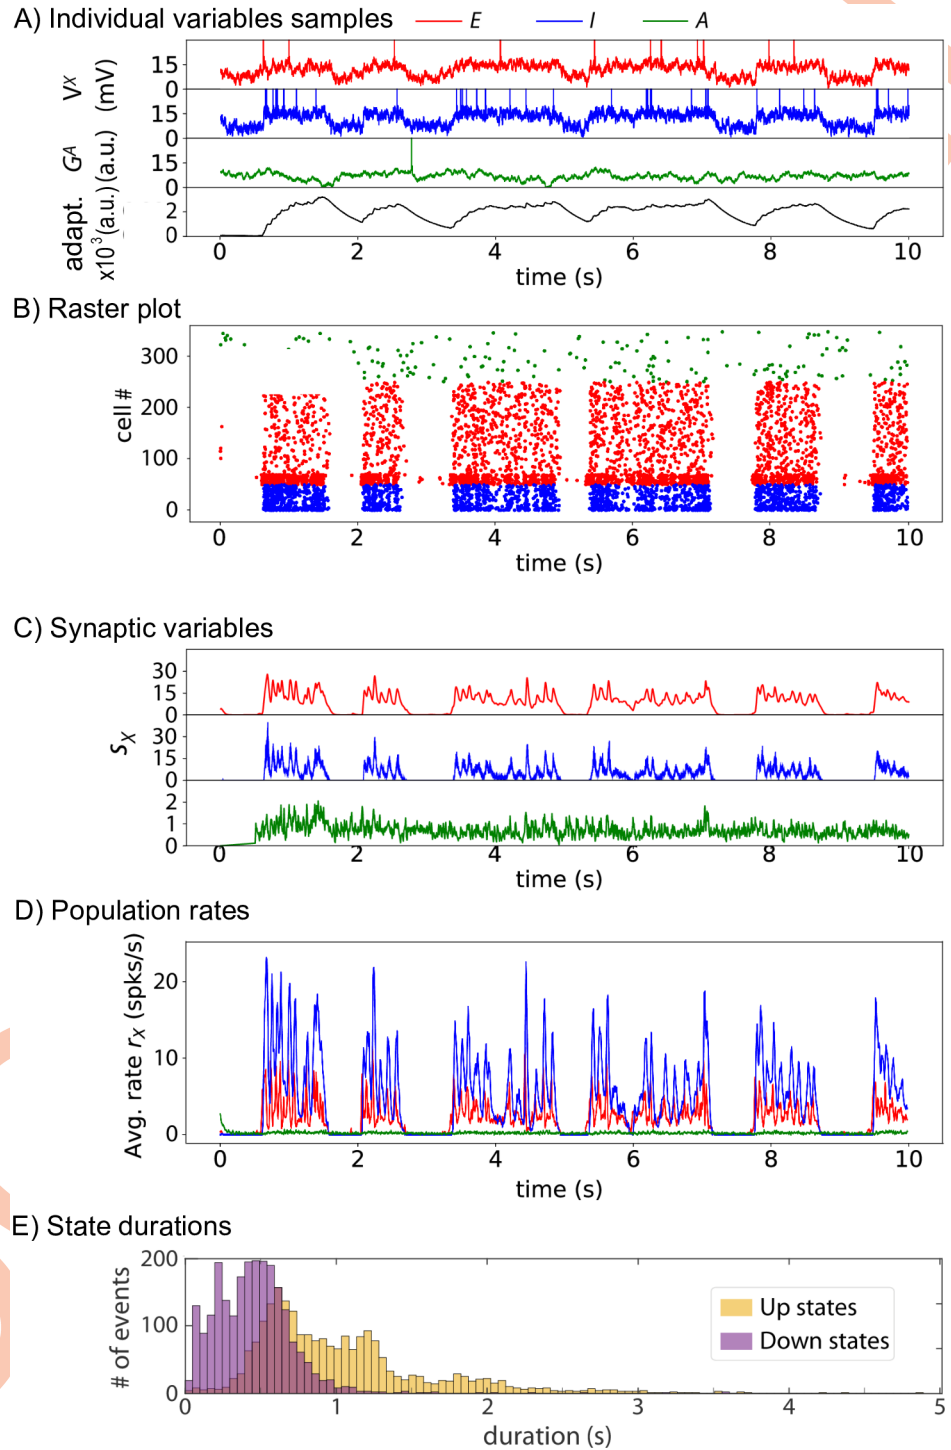 A) Individual variables samples E I A
Vˣ (mV)
15
0
15
0
Gᴬ (a.u.)
15
0
adapt. x10³(a.u.)
2
0
0 2 4 6 8 10
time (s)
B) Raster plot
cell #
300
200
100
0
0 2 4 6 8 10
time (s)
C) Synaptic variables
S_X
30
15
0
30
15
0
2
1
0
0 2 4 6 8 10
time (s)
D) Population rates
Avg. rate r_X (spks/s)
20
10
0
0 2 4 6 8 10
time (s)
E) State durations
# of events
200
100
0
Up states
Down states
0 1 2 3 4 5
duration (s)